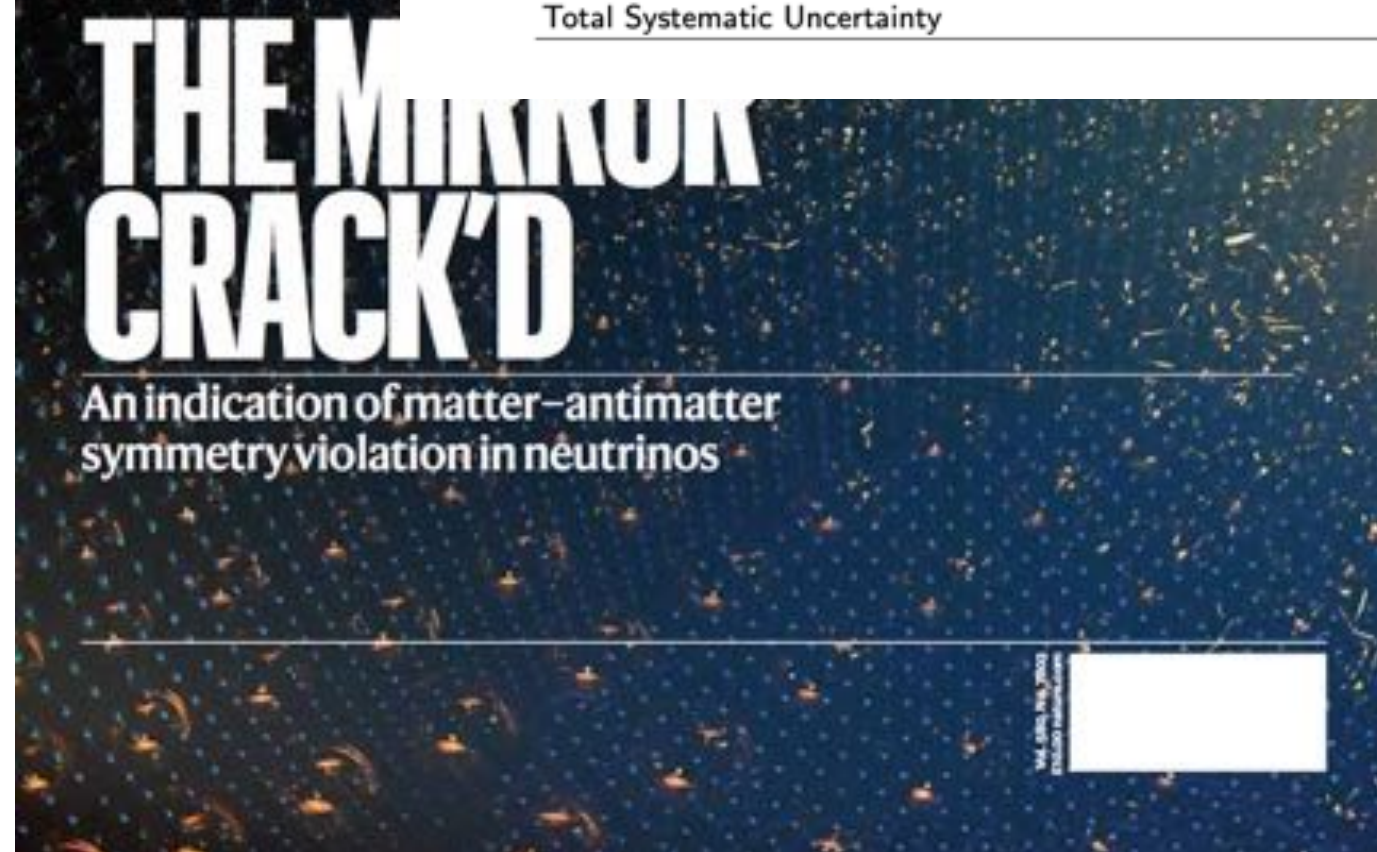 Total Systematic Uncertainty
THE MIRROR
CRACK'D
An indication of matter–antimatter
symmetry violation in neutrinos